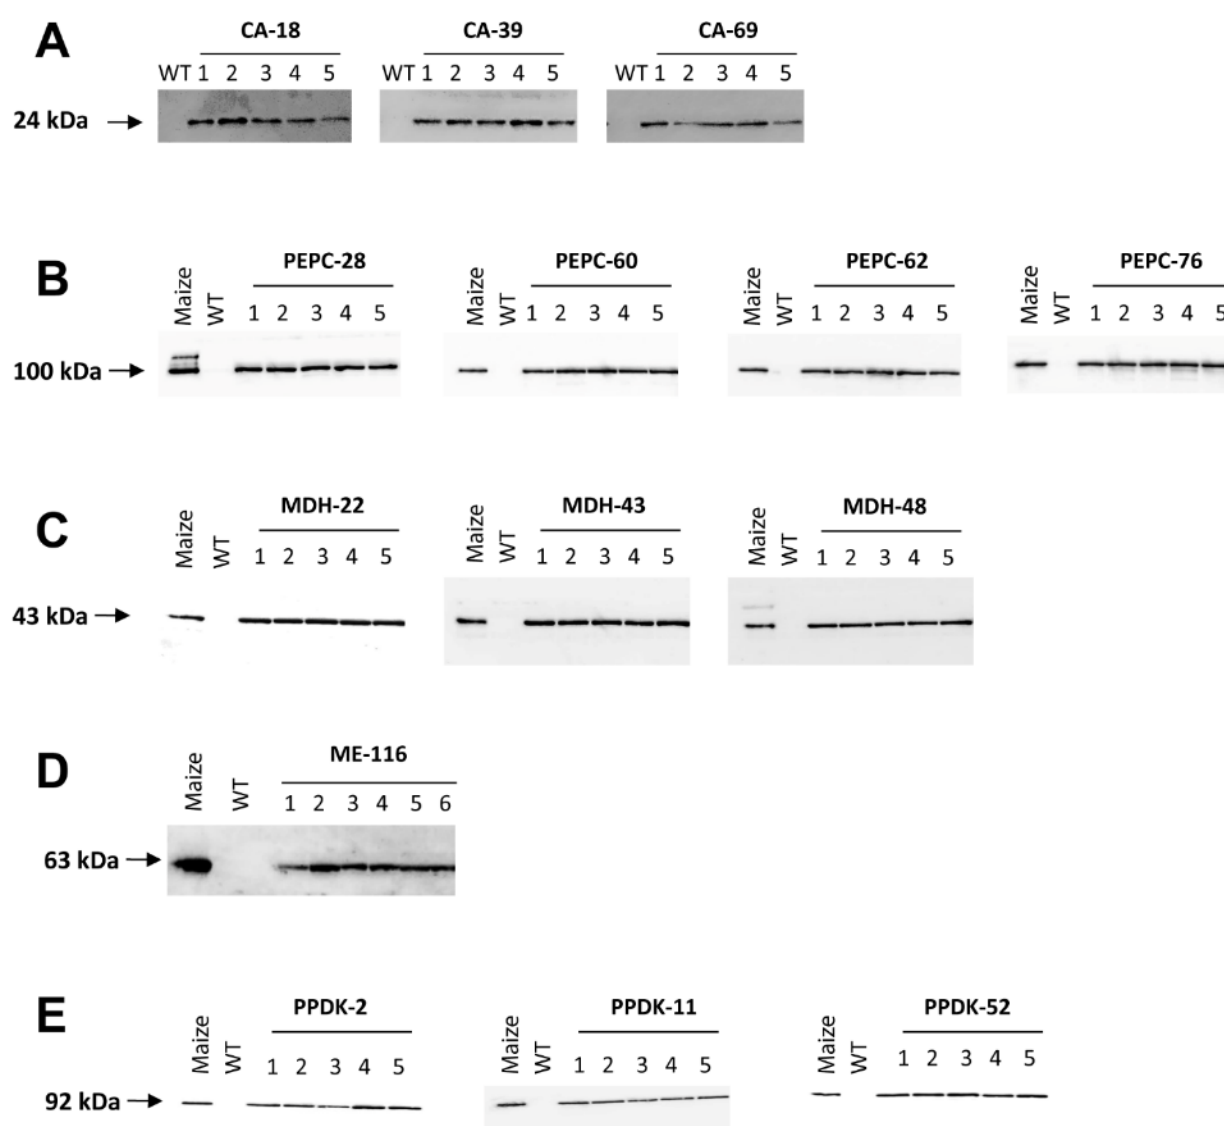 A
CA-18 CA-39 CA-69
WT 1 2 3 4 5 WT 1 2 3 4 5 WT 1 2 3 4 5
24 kDa
B
PEPC-28 PEPC-60 PEPC-62 PEPC-76
Maize WT 1 2 3 4 5 Maize WT 1 2 3 4 5 Maize WT 1 2 3 4 5 Maize WT 1 2 3 4 5
100 kDa
C
MDH-22 MDH-43 MDH-48
Maize WT 1 2 3 4 5 Maize WT 1 2 3 4 5 Maize WT 1 2 3 4 5
43 kDa
D
ME-116
Maize WT 1 2 3 4 5 6
63 kDa
E
PPDK-2 PPDK-11 PPDK-52
Maize WT 1 2 3 4 5 Maize WT 1 2 3 4 5 Maize WT 1 2 3 4 5
92 kDa